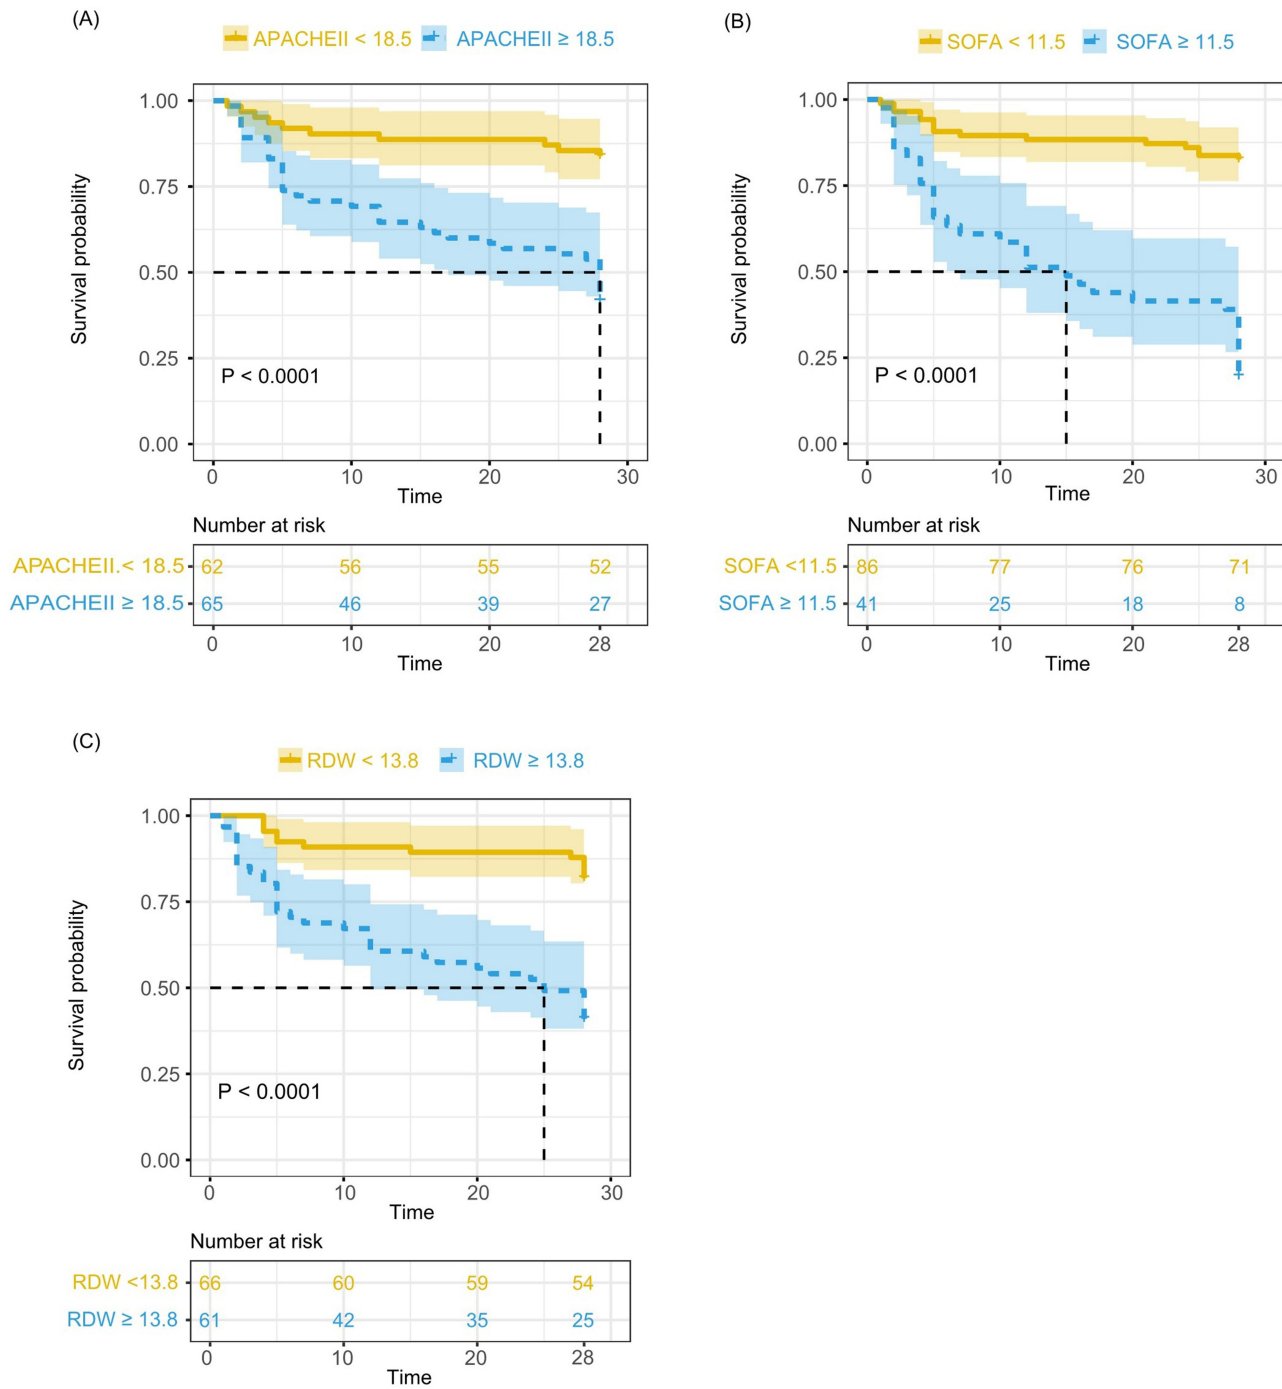 (A)
APACHEII < 18.5 APACHEII ≥ 18.5
1.00
0.75
0.50
0.25
0.00
Survival probability
P < 0.0001
0 10 20 30
Time
Number at risk
APACHEII.< 18.5 62 56 55 52
APACHEII ≥ 18.5 65 46 39 27
0 10 20 28
Time
(B)
SOFA < 11.5 SOFA ≥ 11.5
1.00
0.75
0.50
0.25
0.00
Survival probability
P < 0.0001
0 10 20 30
Time
Number at risk
SOFA <11.5 86 77 76 71
SOFA ≥ 11.5 41 25 18 8
0 10 20 28
Time
(C)
RDW < 13.8 RDW ≥ 13.8
1.00
0.75
0.50
0.25
0.00
Survival probability
P < 0.0001
0 10 20 30
Time
Number at risk
RDW <13.8 66 60 59 54
RDW ≥ 13.8 61 42 35 25
0 10 20 28
Time